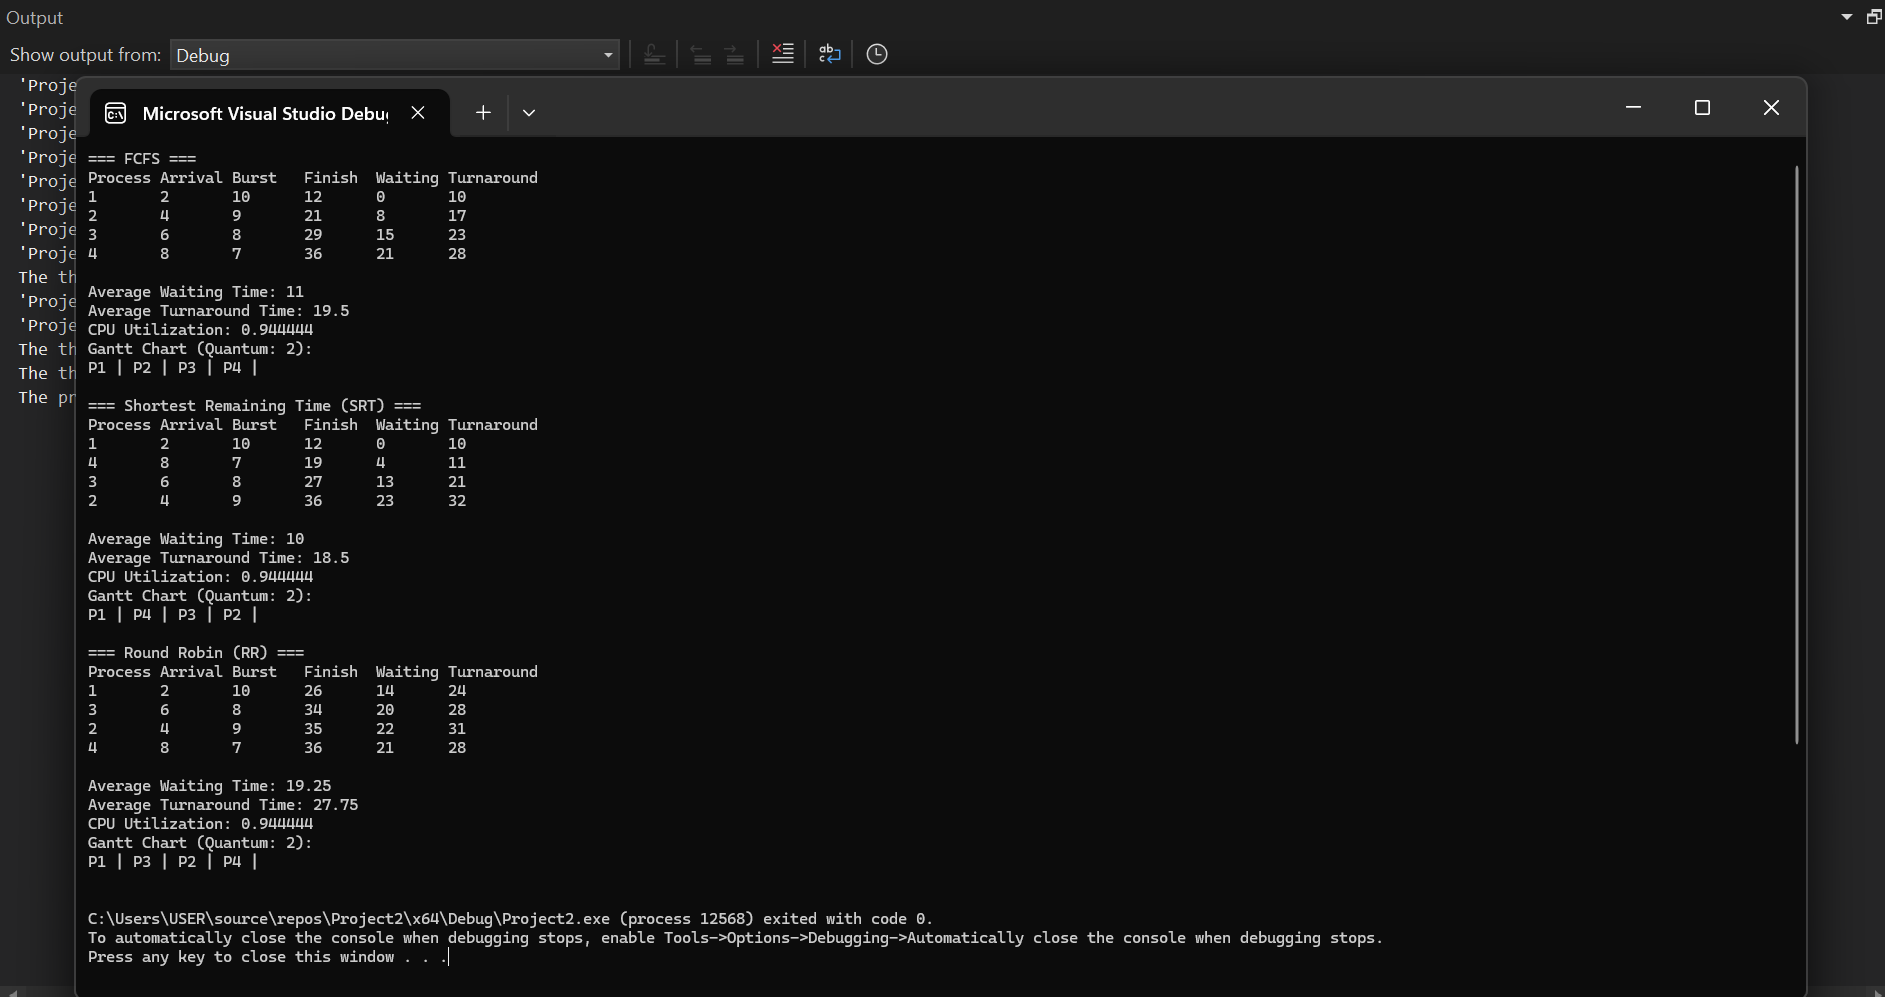 Output
Show output from: Debug
'Proje
'Proje
'Proje
'Proje
'Proje
'Proje
'Proje
'Proje
The th
'Proje
'Proje
The th
The th
The pr
Microsoft Visual Studio Debu
=== FCFS ===
Process Arrival Burst Finish Waiting Turnaround
1 2 10 12 0 10
2 4 9 21 8 17
3 6 8 29 15 23
4 8 7 36 21 28
Average Waiting Time: 11
Average Turnaround Time: 19.5
CPU Utilization: 0.944444
Gantt Chart (Quantum: 2):
P1 | P2 | P3 | P4 |
=== Shortest Remaining Time (SRT) ===
Process Arrival Burst Finish Waiting Turnaround
1 2 10 12 0 10
4 8 7 19 4 11
3 6 8 27 13 21
2 4 9 36 23 32
Average Waiting Time: 10
Average Turnaround Time: 18.5
CPU Utilization: 0.944444
Gantt Chart (Quantum: 2):
P1 | P4 | P3 | P2 |
=== Round Robin (RR) ===
Process Arrival Burst Finish Waiting Turnaround
1 2 10 26 14 24
3 6 8 34 20 28
2 4 9 35 22 31
4 8 7 36 21 28
Average Waiting Time: 19.25
Average Turnaround Time: 27.75
CPU Utilization: 0.944444
Gantt Chart (Quantum: 2):
P1 | P3 | P2 | P4 |
C:\Users\USER\source\repos\Project2\x64\Debug\Project2.exe (process 12568) exited with code 0.
To automatically close the console when debugging stops, enable Tools->Options->Debugging->Automatically close the console when debugging stops.
Press any key to close this window . . .